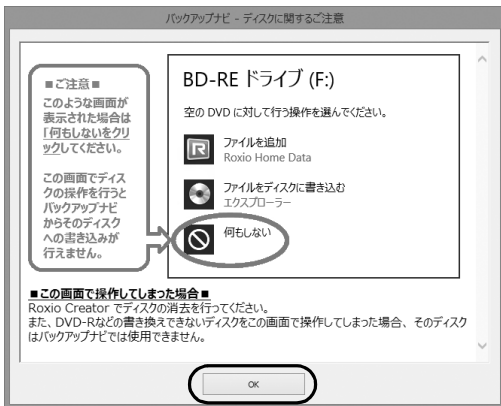 バックアップナビ - ディスクに関するご注意
■ご注意■
このような画面が
表示された場合は
「何もしないをクリ
ックしてください。
この画面でディス
クの操作を行うと
バックアップナビ
からそのディスク
への書き込みが
行えません。
BD-RE ドライブ (F:)
空の DVD に対して行う操作を選んでください。
ファイルを追加
Roxio Home Data
ファイルをディスクに書き込む
エクスプローラー
何もしない
■この画面で操作してしまった場合■
Roxio Creator でディスクの消去を行ってください。
また、DVD-Rなどの書き換えできないディスクをこの画面で操作してしまった場合、そのディスク
はバックアップナビでは使用できません。
OK